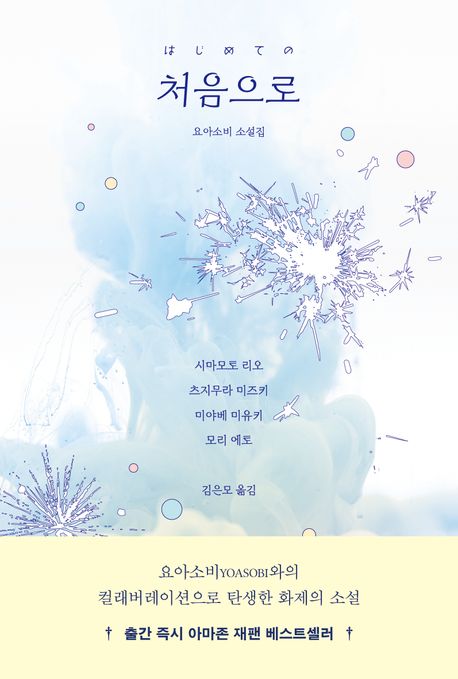 はじめての
처음으로
요아소비 소설집
시마모토 리오
츠지무라 미즈키
미야베 미유키
모리 에토
김은모 옮김
요아소비YOASOBI와의
컬래버레이션으로 탄생한 화제의 소설
† 출간 즉시 아마존 재팬 베스트셀러 †